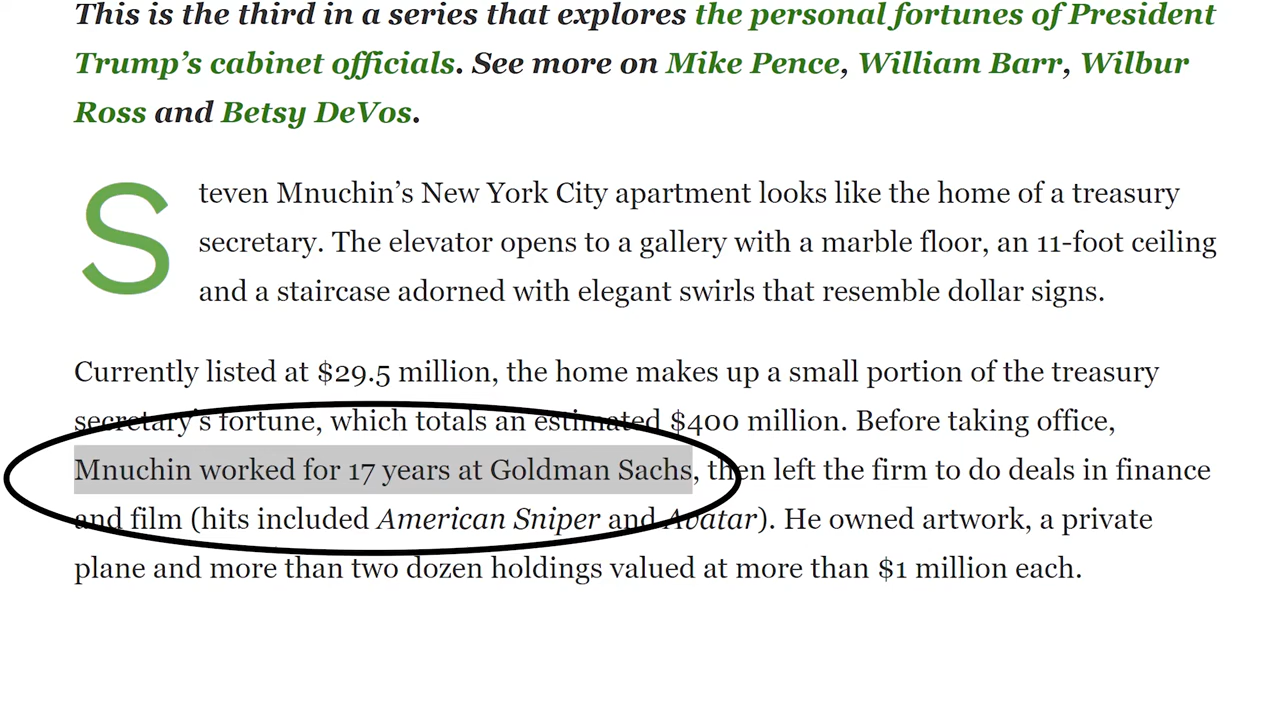 This is the third in a series that explores the personal fortunes of President
Trump’s cabinet officials. See more on Mike Pence, William Barr, Wilbur
Ross and Betsy DeVos.
Steven Mnuchin’s New York City apartment looks like the home of a treasury
secretary. The elevator opens to a gallery with a marble floor, an 11-foot ceiling
and a staircase adorned with elegant swirls that resemble dollar signs.
Currently listed at $29.5 million, the home makes up a small portion of the treasury
secretary’s fortune, which totals an estimated $400 million. Before taking office,
Mnuchin worked for 17 years at Goldman Sachs, then left the firm to do deals in finance
and film (hits included American Sniper and Avatar). He owned artwork, a private
plane and more than two dozen holdings valued at more than $1 million each.